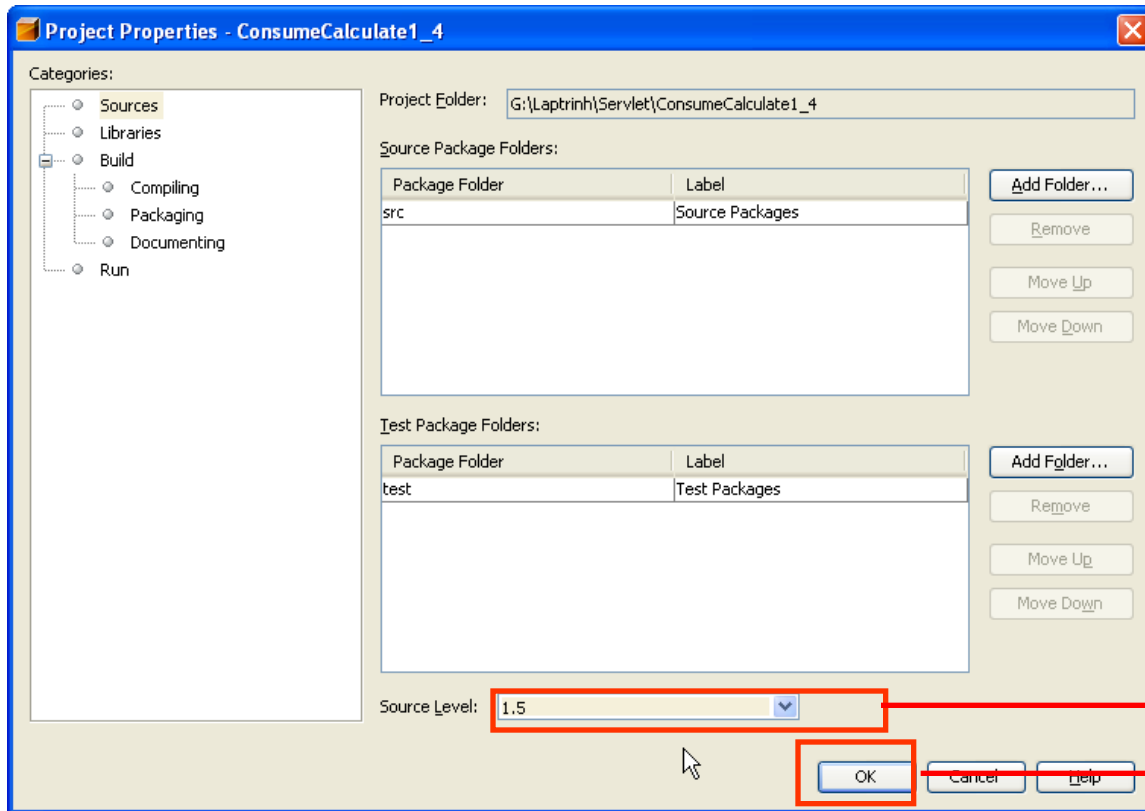 Project Properties - ConsumeCalculate1_4
Categories:
Sources
Libraries
Build
Compiling
Packaging
Documenting
Run
Project Folder: G:\Laptrinh\Servlet\ConsumeCalculate1_4
Source Package Folders:
Package Folder Label
src Source Packages
Add Folder...
Remove
Move Up
Move Down
Test Package Folders:
Package Folder Label
test Test Packages
Add Folder...
Remove
Move Up
Move Down
Source Level: 1.5
OK Cancel Help